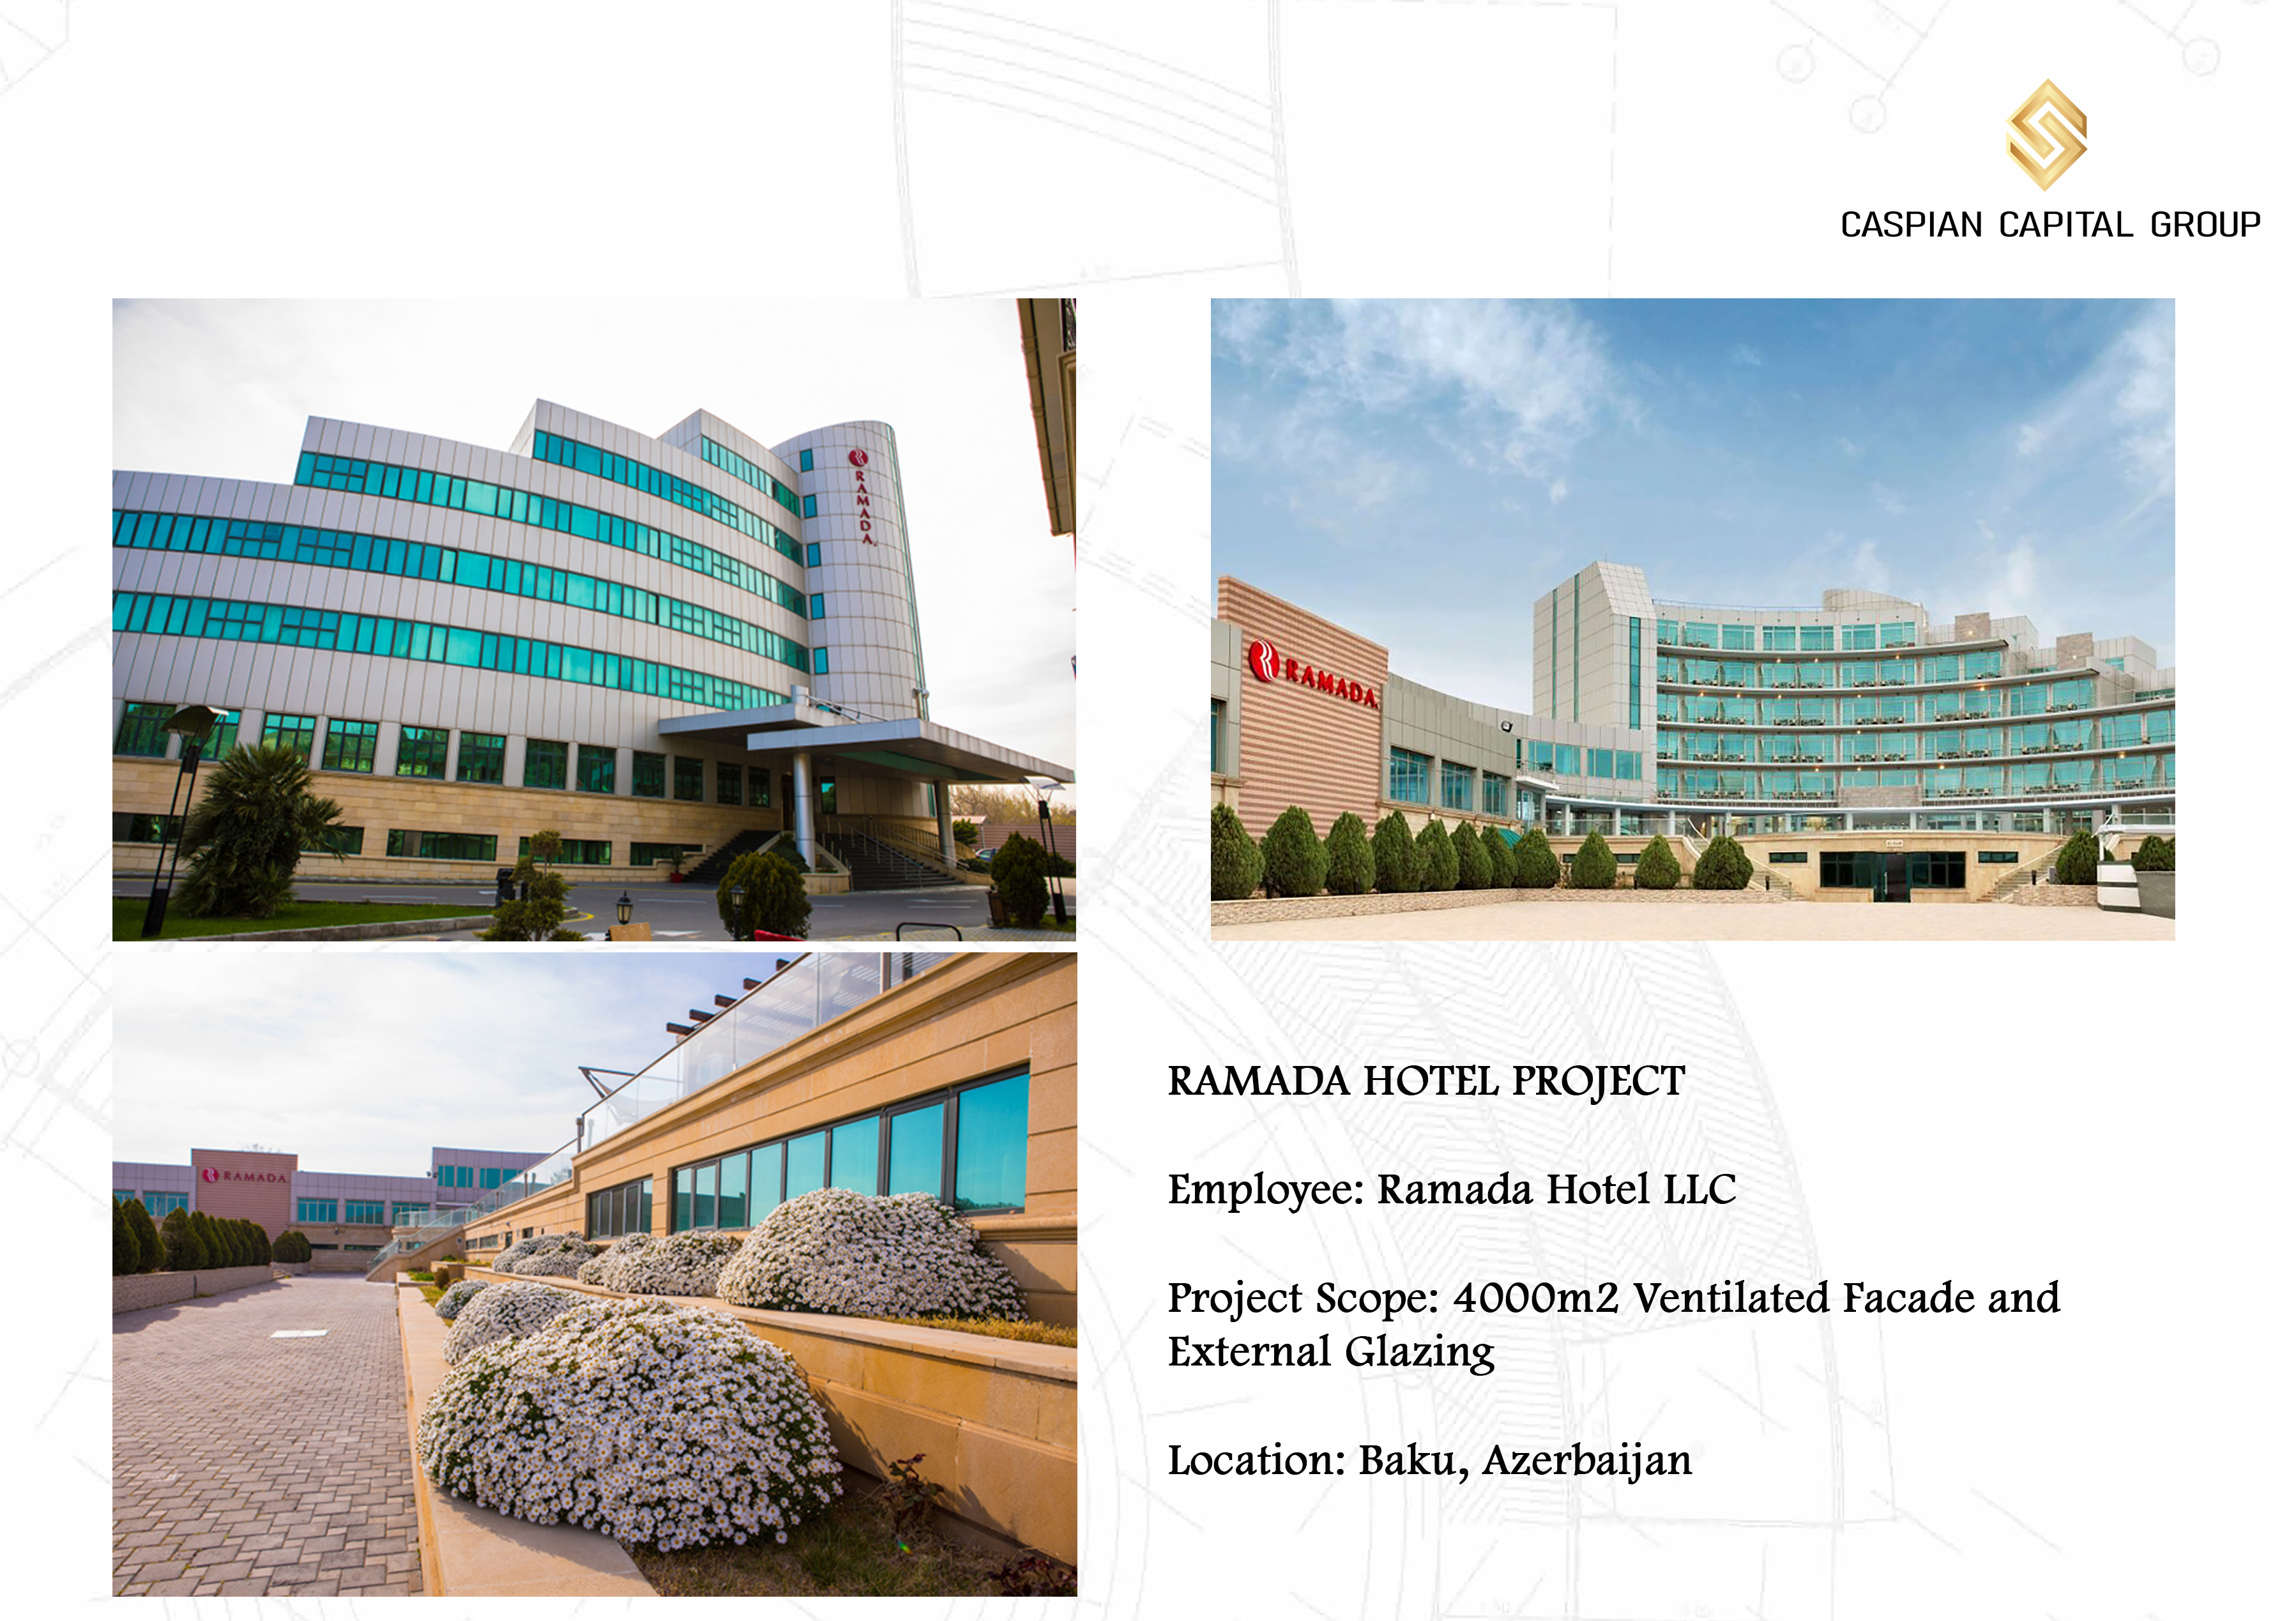 CASPIAN CAPITAL GROUP
RAMADA
RAMADA
RAMADA
RAMADA HOTEL PROJECT
Employee: Ramada Hotel LLC
Project Scope: 4000m2 Ventilated Facade and
External Glazing
Location: Baku, Azerbaijan